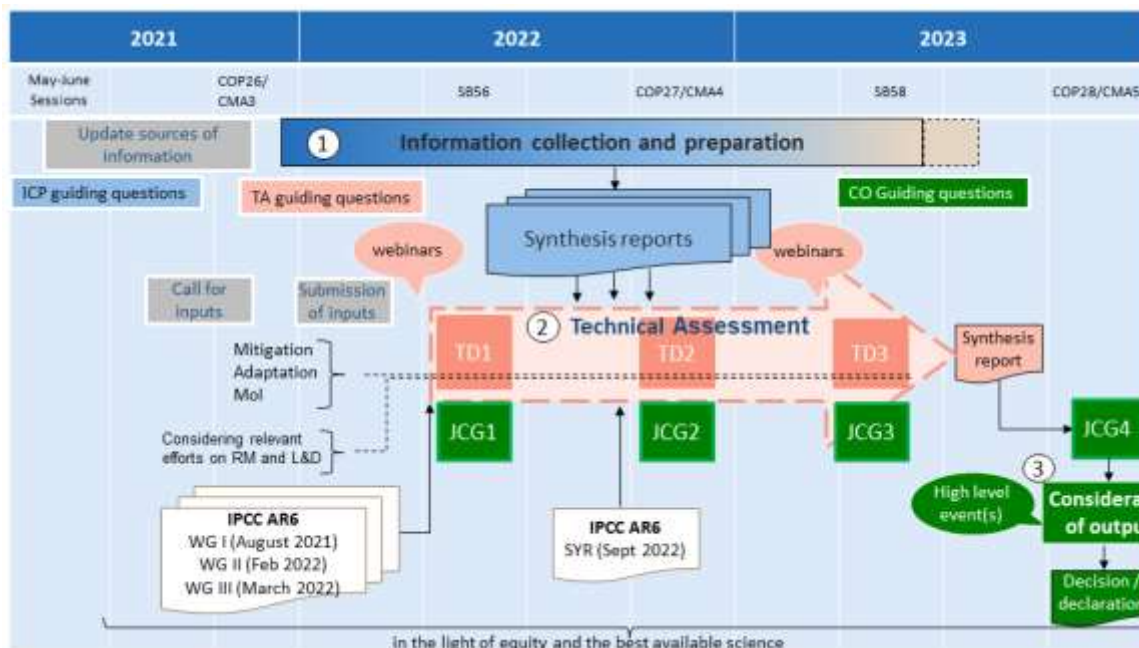 2021
2022
2023
May-June
Sessions
COP26/
CMA3
SB56
COP27/CMA4
SB58
COP28/CMA5
Update sources of
information
1
Information collection and preparation
ICP guiding questions
TA guiding questions
CO Guiding questions
webinars
Synthesis reports
webinars
Call for
inputs
Submission
of inputs
2
Technical Assessment
Mitigation
Adaptation
MoI
TD1
TD2
TD3
Synthesis
report
JCG1
JCG2
JCG3
JCG4
Considering relevant
efforts on RM and L&D
3
High level
event(s)
Considera
of outpu
IPCC AR6
WG I (August 2021)
WG II (Feb 2022)
WG III (March 2022)
IPCC AR6
SYR (Sept 2022)
Decision /
declaration
in the light of equity and the best available science